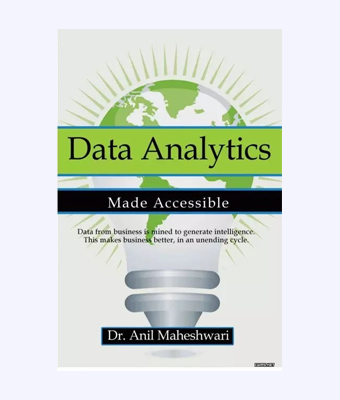 Data Analytics
Made Accessible
Data from business is mined to generate intelligence.
This makes business better, in an unending cycle.
Dr. Anil Maheshwari